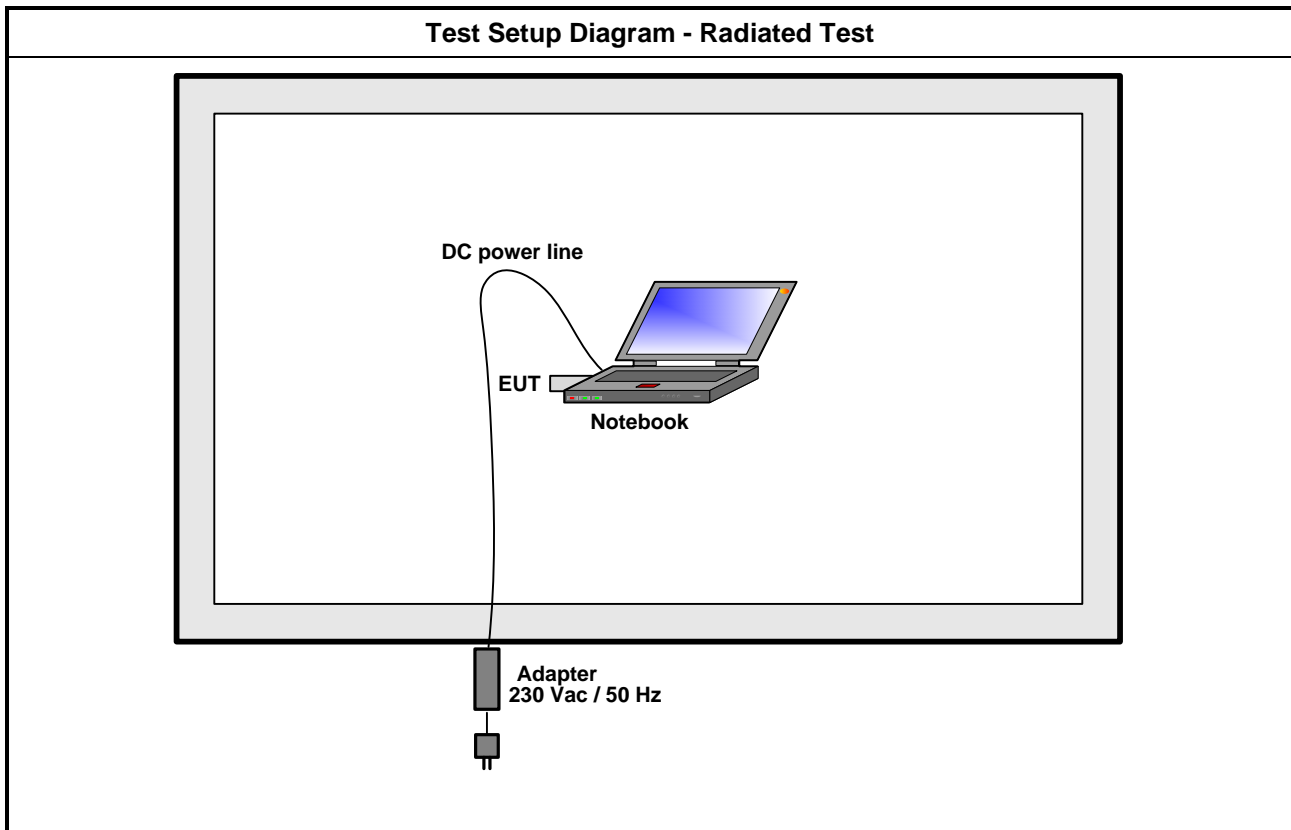 Test Setup Diagram - Radiated Test
DC power line
EUT
Notebook
Adapter
230 Vac / 50 Hz